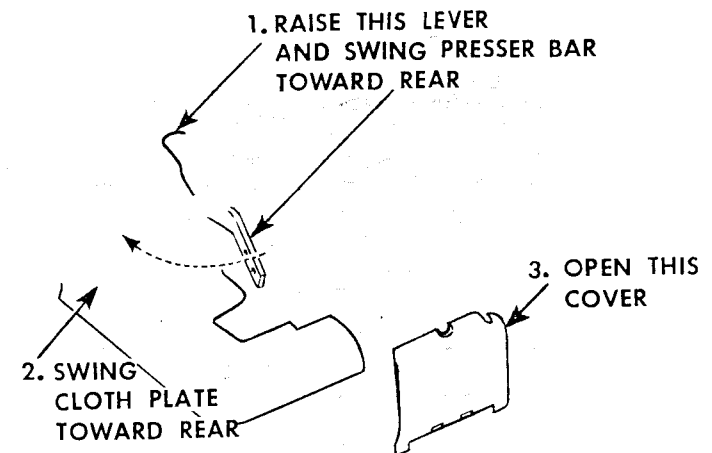 1. RAISE THIS LEVER
AND SWING PRESSER BAR
TOWARD REAR
2. SWING
CLOTH PLATE
TOWARD REAR
3. OPEN THIS
COVER